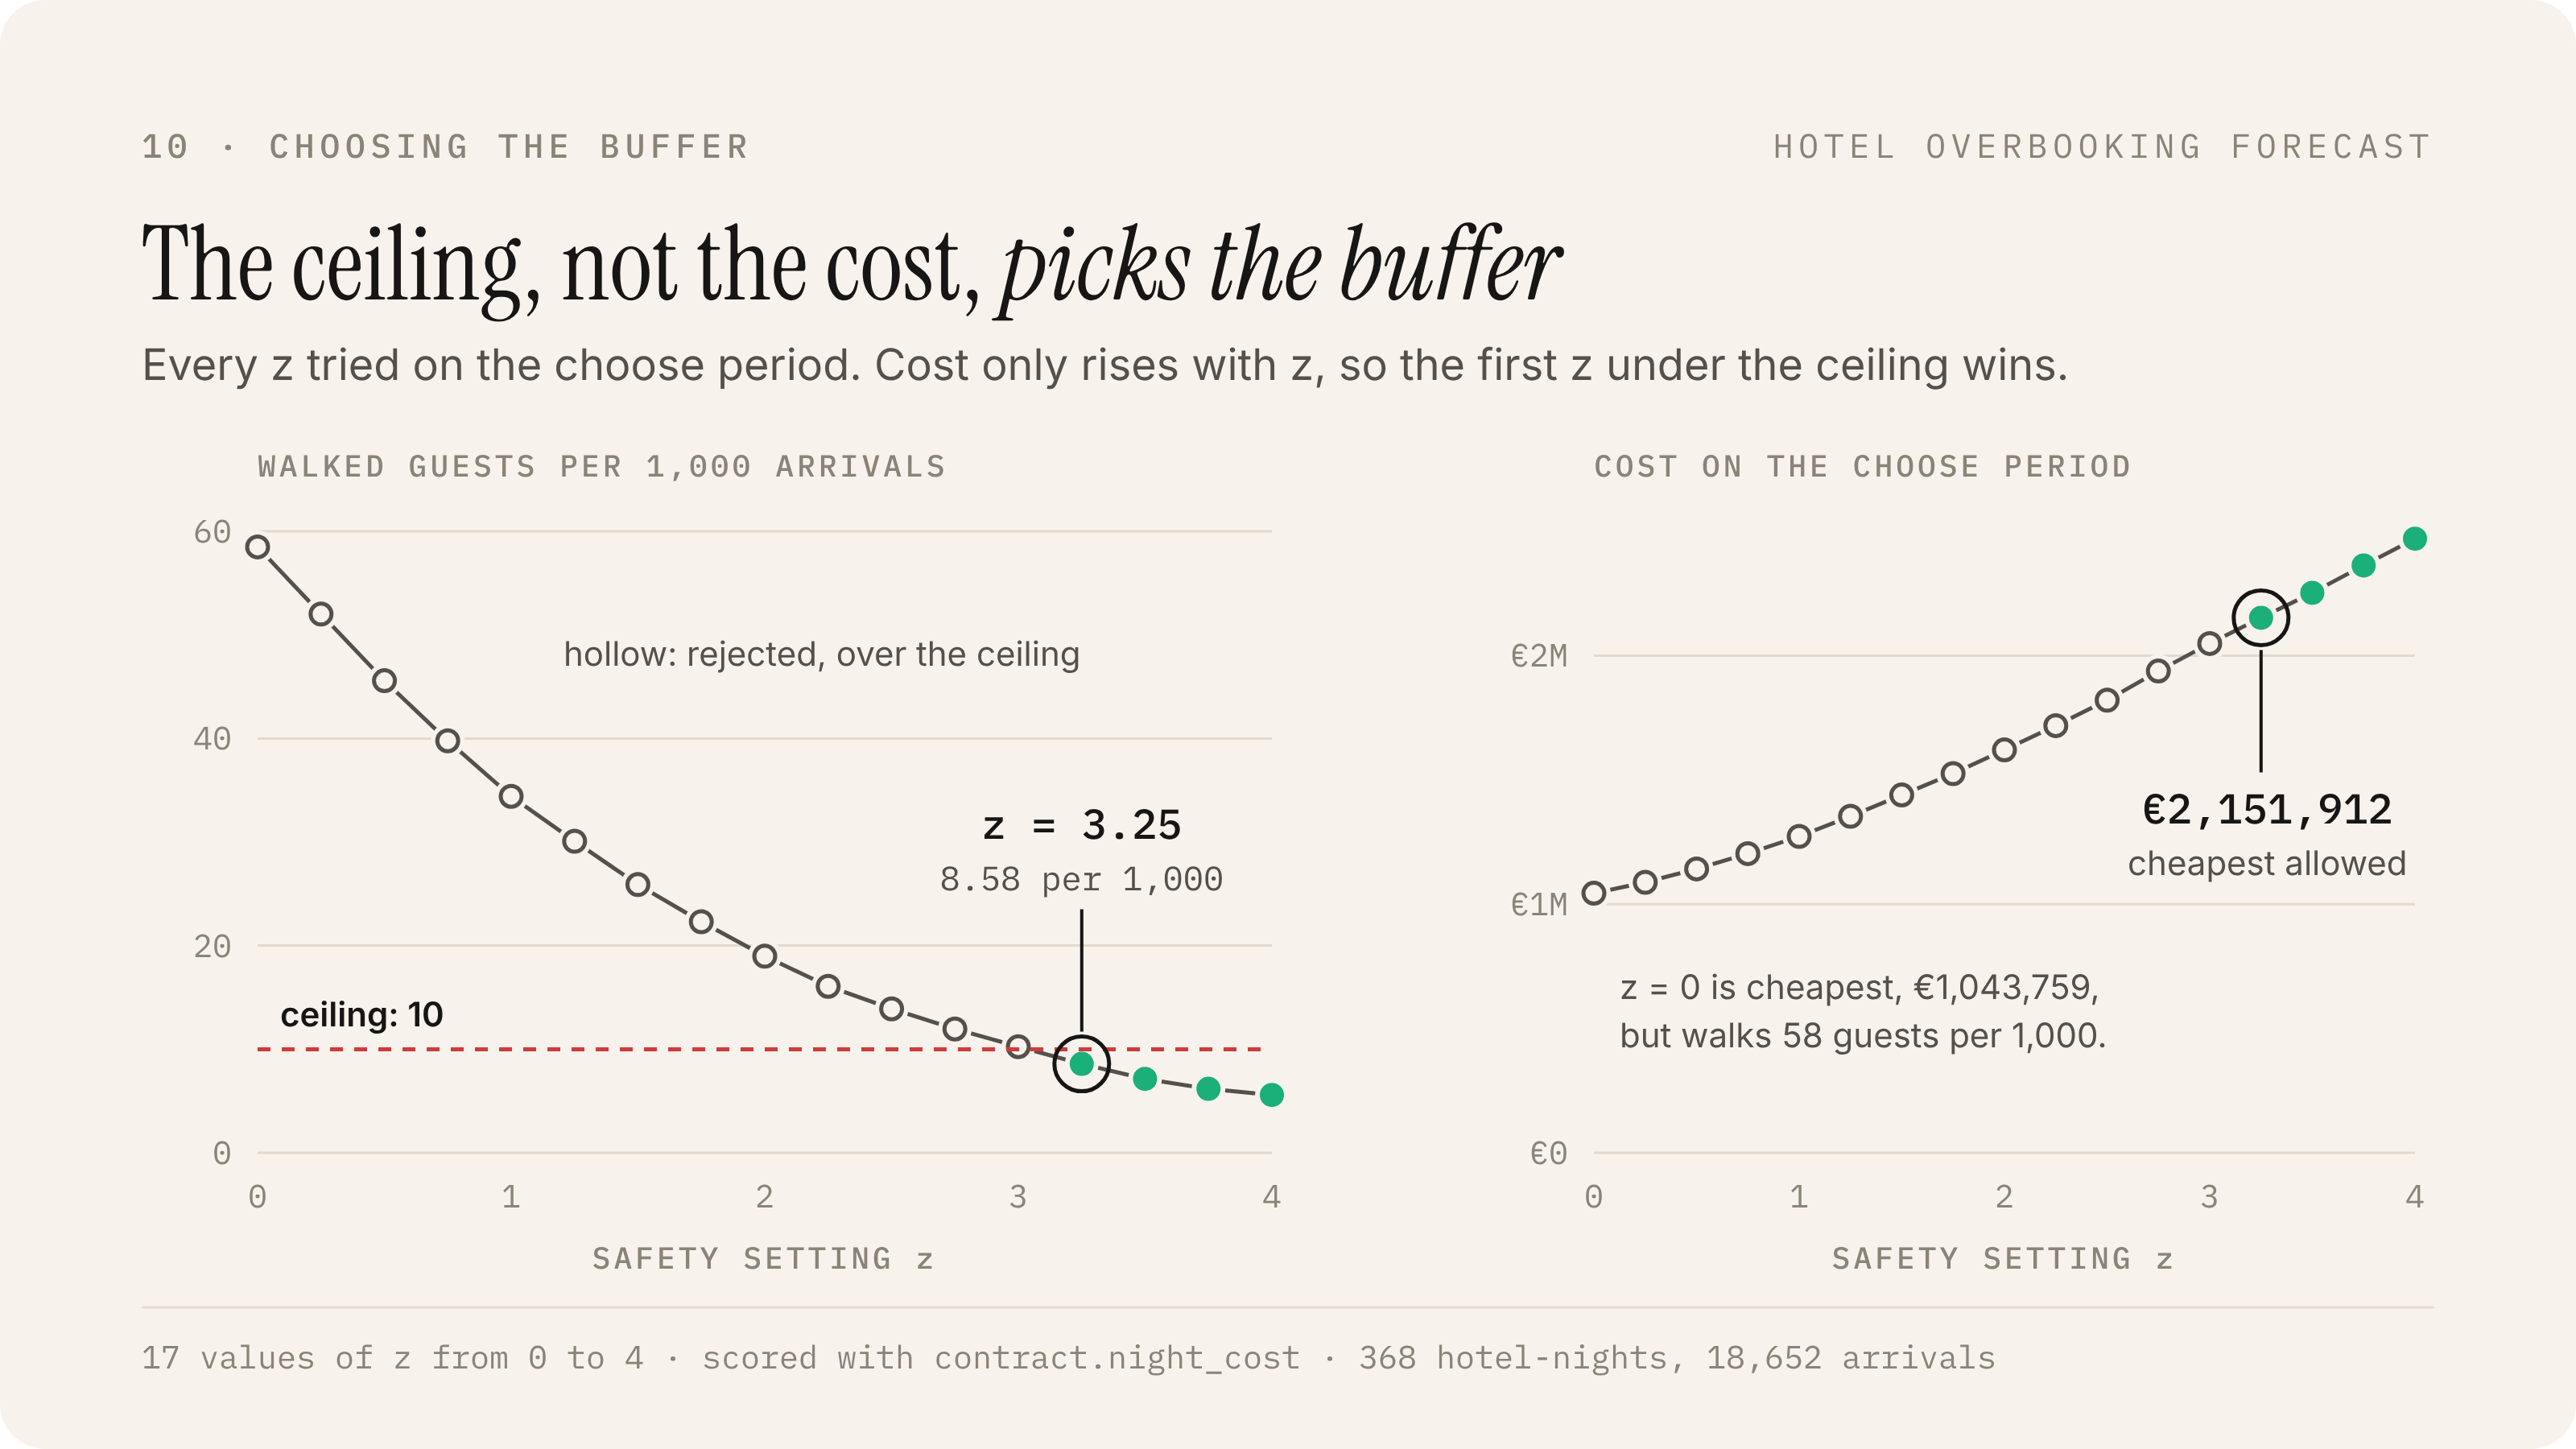 10 · CHOOSING THE BUFFER
HOTEL OVERBOOKING FORECAST
The ceiling, not the cost, picks the buffer
Every z tried on the choose period. Cost only rises with z, so the first z under the ceiling wins.
WALKED GUESTS PER 1,000 ARRIVALS
60
hollow: rejected, over the ceiling
40
z = 3.25
8.58 per 1,000
20
ceiling: 10
0
0 1 2 3 4
SAFETY SETTING z
COST ON THE CHOOSE PERIOD
€2M
€2,151,912
cheapest allowed
€1M
z = 0 is cheapest, €1,043,759,
but walks 58 guests per 1,000.
€0
0 1 2 3 4
SAFETY SETTING z
17 values of z from 0 to 4 · scored with contract.night_cost · 368 hotel-nights, 18,652 arrivals